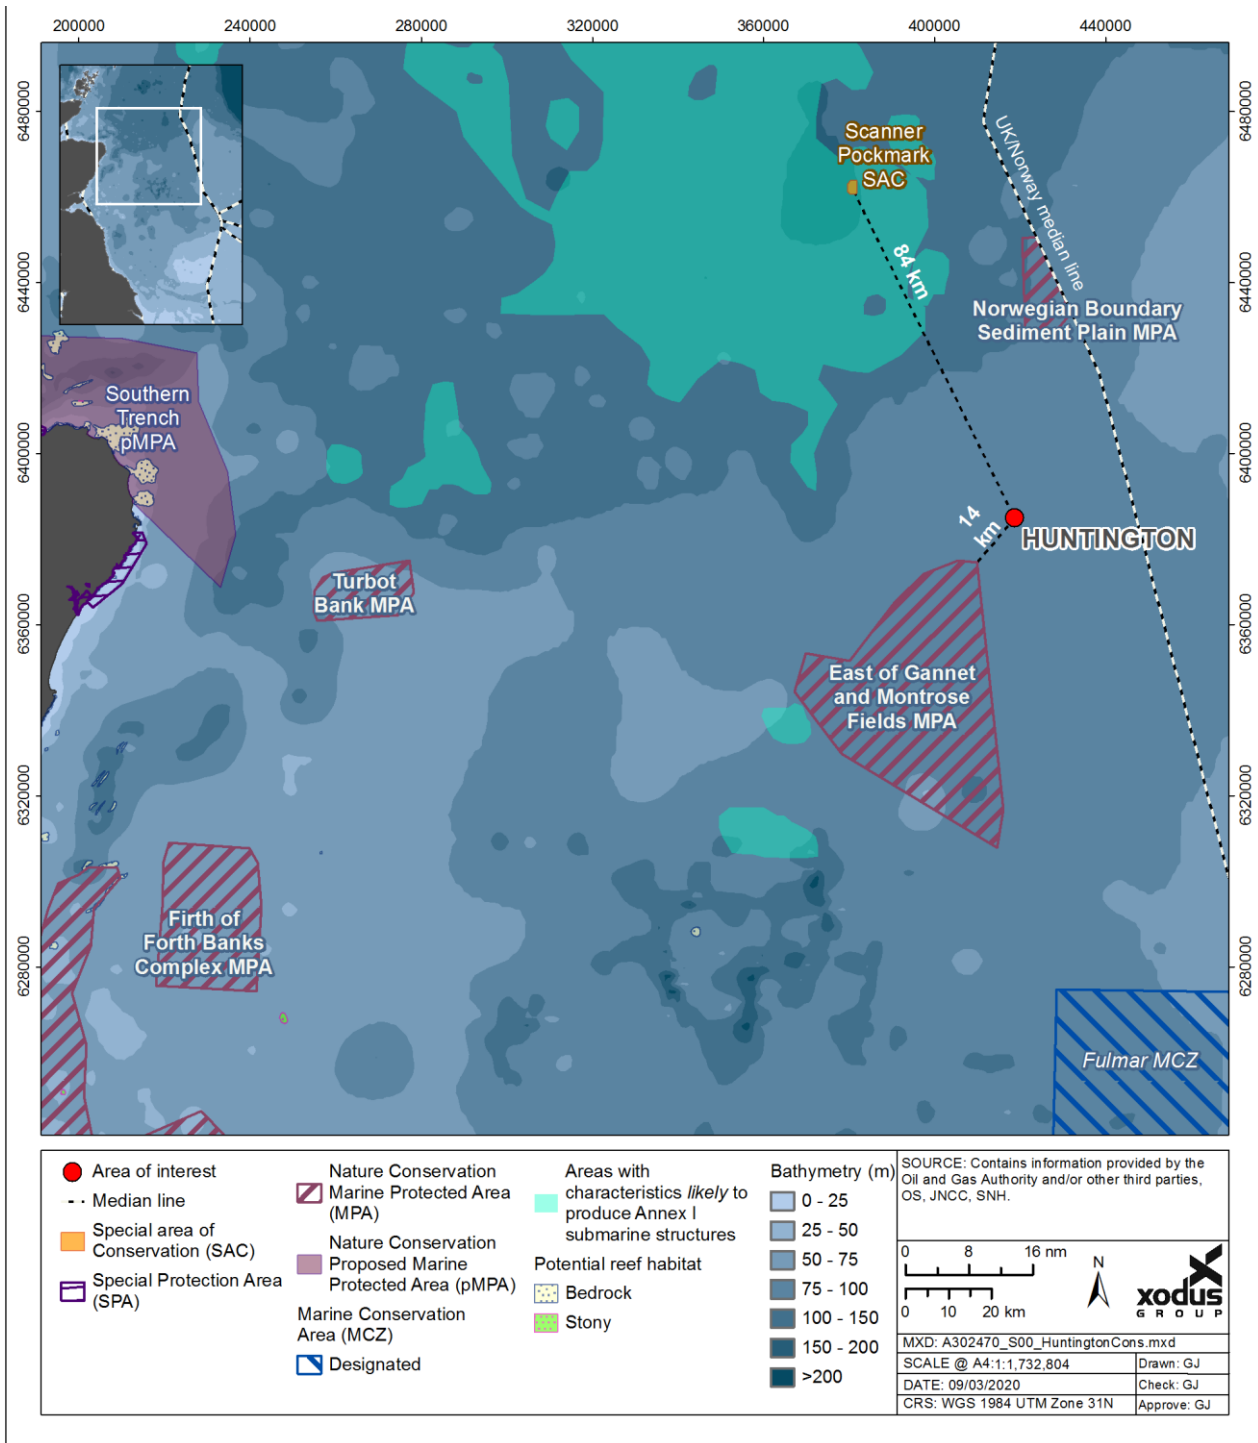 200000 240000 280000 320000 360000 400000 440000
6480000
6440000
6400000
6360000
6320000
6280000
6480000
6440000
6400000
6360000
6320000
6280000
Scanner
Pockmark
SAC
UK/Norway median line
84 km
Norwegian Boundary
Sediment Plain MPA
Southern
Trench
pMPA
14
km
HUNTINGTON
Turbot
Bank MPA
East of Gannet
and Montrose
Fields MPA
Firth of
Forth Banks
Complex MPA
Fulmar MCZ
Area of interest
Median line
Special area of
Conservation (SAC)
Special Protection Area
(SPA)
Nature Conservation
Marine Protected Area
(MPA)
Nature Conservation
Proposed Marine
Protected Area (pMPA)
Marine Conservation
Area (MCZ)
Designated
Areas with
characteristics likely to
produce Annex I
submarine structures
Potential reef habitat
Bedrock
Stony
Bathymetry (m)
0 - 25
25 - 50
50 - 75
75 - 100
100 - 150
150 - 200
>200
SOURCE: Contains information provided by the
Oil and Gas Authority and/or other third parties,
OS, JNCC, SNH.
0 8 16 nm
0 10 20 km
N
xodus
GROUP
MXD: A302470_S00_HuntingtonCons.mxd
SCALE @ A4:1:1,732,804
Drawn: GJ
DATE: 09/03/2020
Check: GJ
CRS: WGS 1984 UTM Zone 31N
Approve: GJ